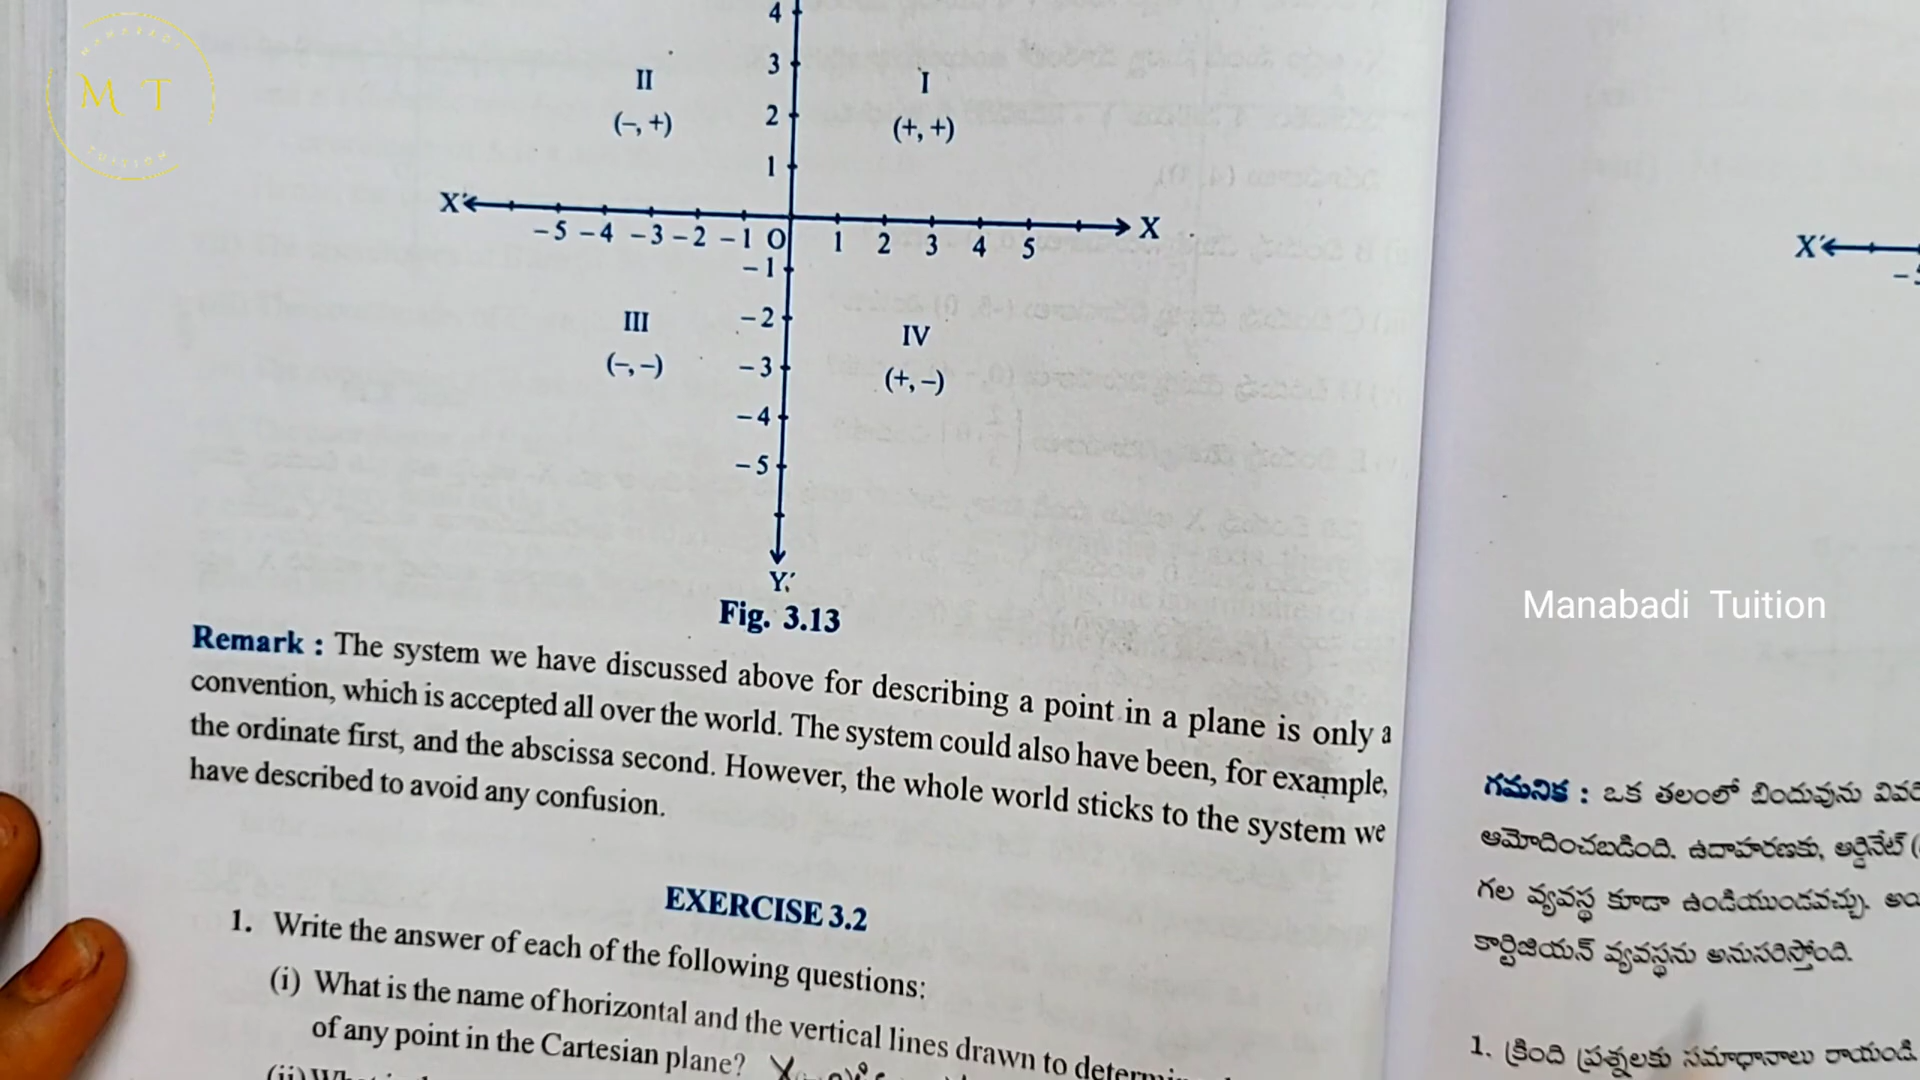 MANABADI
M T
TUITION
4
3
2
1
II
(–, +)
I
(+, +)
X′
X
– 5 – 4 – 3 – 2 – 1 O 1 2 3 4 5
– 1
– 2
– 3
– 4
– 5
III
(–, –)
IV
(+, –)
Y′
Fig. 3.13
Remark : The system we have discussed above for describing a point in a plane is only a
convention, which is accepted all over the world. The system could also have been, for example,
the ordinate first, and the abscissa second. However, the whole world sticks to the system we
have described to avoid any confusion.
EXERCISE 3.2
1. Write the answer of each of the following questions:
(i) What is the name of horizontal and the vertical lines drawn to
of any point in the Cartesian plane?
(ii)
X′
Manabadi Tuition
గమనిక : ఒక తలంలో బిందువును
ఆమోదించబడింది. ఉదాహరణకు, ఆర్డినేట్
గల వ్యవస్థ కూడా ఉండియుండవచ్చు.
కార్టీజియన్ వ్యవస్థను అనుసరిస్తోంది.
1. క్రింది ప్రశ్నలకు సమాధానాలు రాయండి.